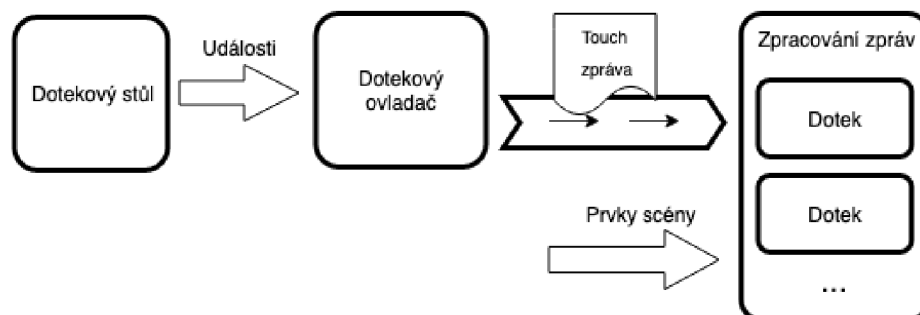 Dotekový stůl
Události
Dotekový
ovladač
Touch
zpráva
Prvky scény
Zpracování zpráv
Dotek
Dotek
...